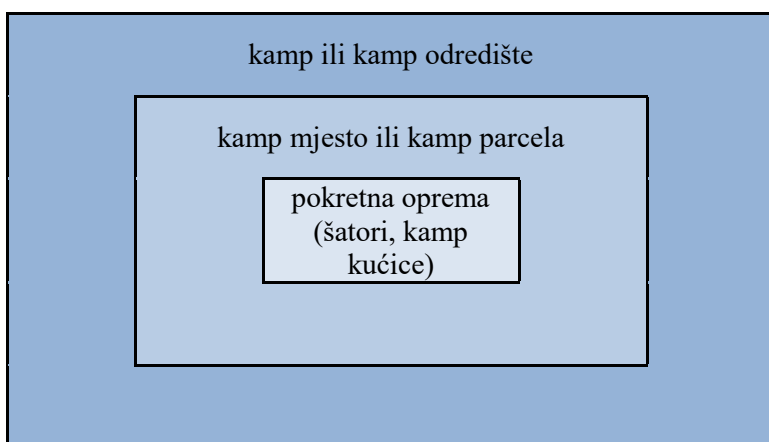 kamp ili kamp odredište
kamp mjesto ili kamp parcela
pokretna oprema
(šatori, kamp
kućice)